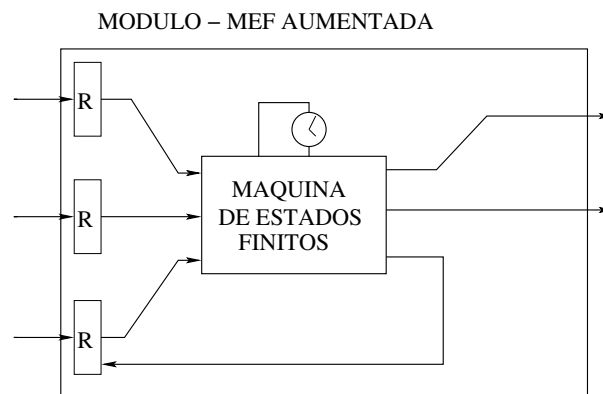 MODULO – MEF AUMENTADA
R
R
R
MAQUINA
DE ESTADOS
FINITOS